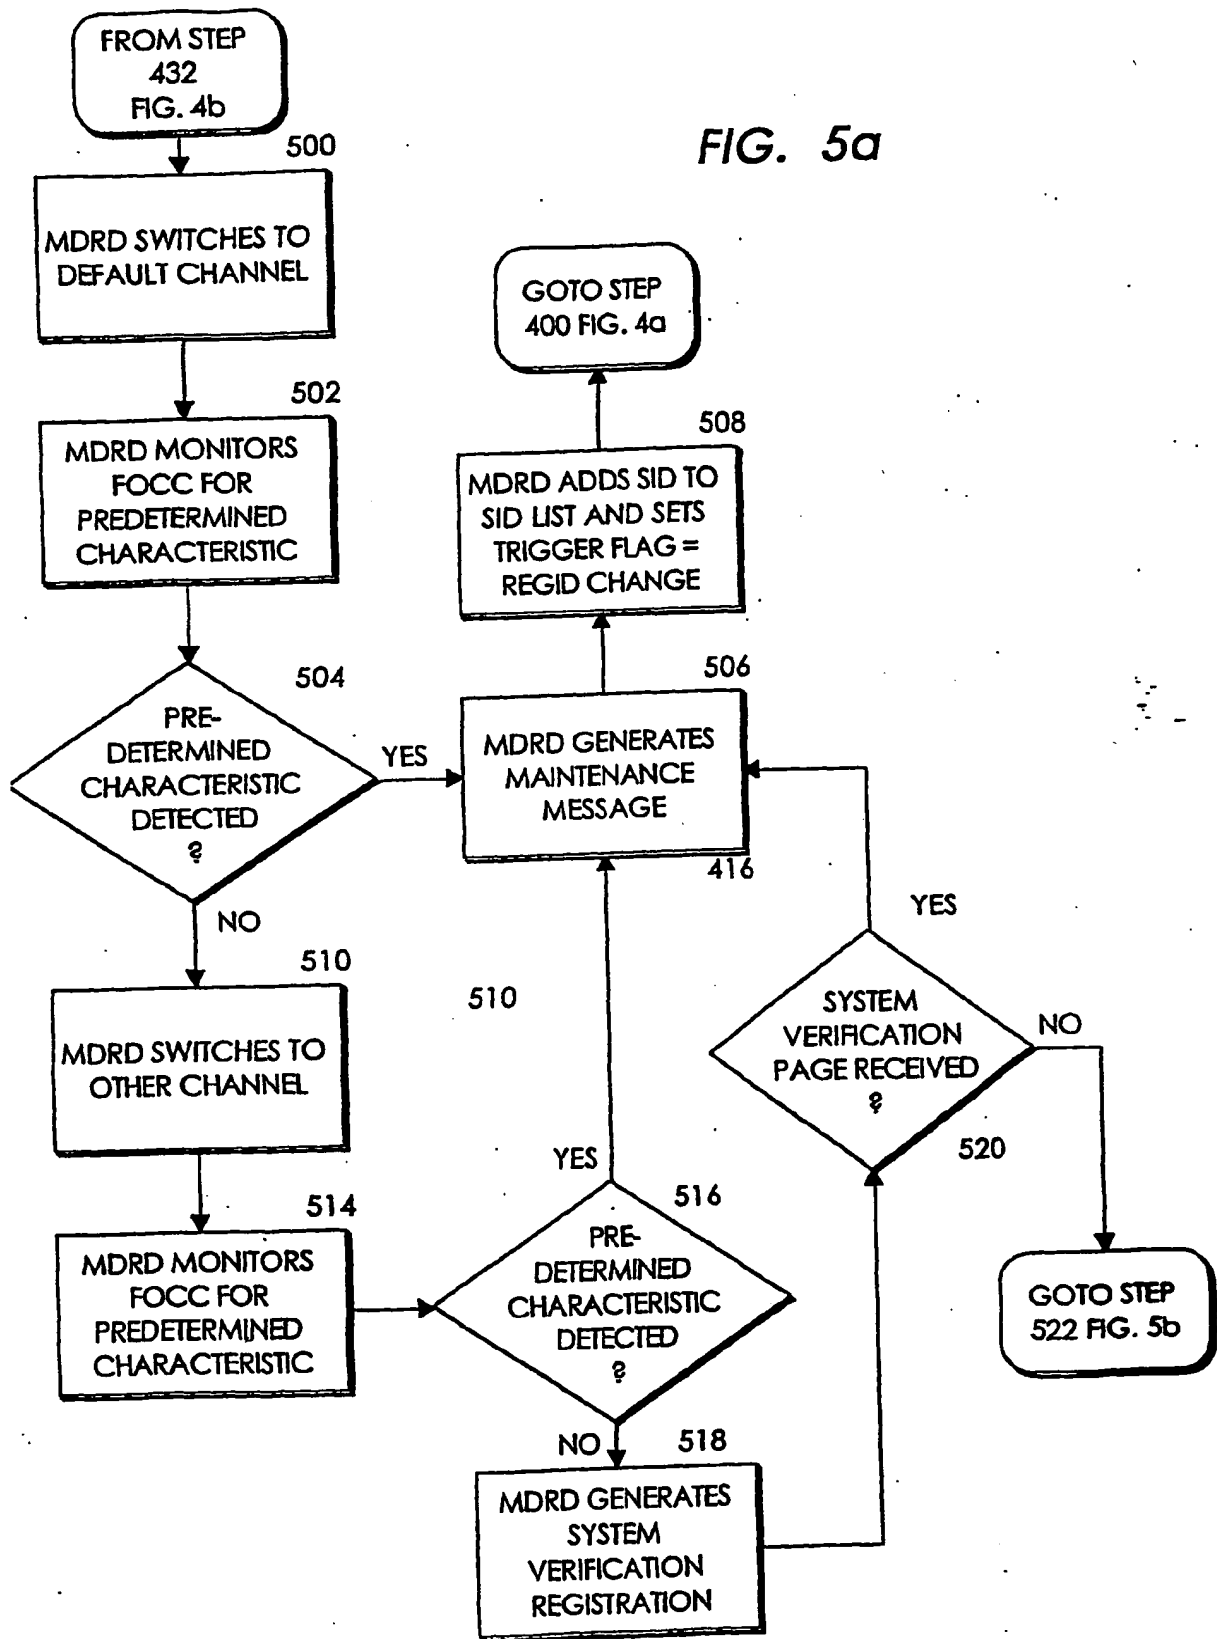 FROM STEP
432
FIG. 4b
FIG. 5a
500
MDRD SWITCHES TO
DEFAULT CHANNEL
GOTO STEP
400 FIG. 4a
502
MDRD MONITORS
FOCC FOR
PREDETERMINED
CHARACTERISTIC
508
MDRD ADDS SID TO
SID LIST AND SETS
TRIGGER FLAG =
REGID CHANGE
504
PRE-
DETERMINED
CHARACTERISTIC
DETECTED
?
YES
NO
506
MDRD GENERATES
MAINTENANCE
MESSAGE
416
510
MDRD SWITCHES TO
OTHER CHANNEL
510
YES
SYSTEM
VERIFICATION
PAGE RECEIVED
?
NO
520
514
MDRD MONITORS
FOCC FOR
PREDETERMINED
CHARACTERISTIC
YES
516
PRE-
DETERMINED
CHARACTERISTIC
DETECTED
?
NO
GOTO STEP
522 FIG. 5b
518
MDRD GENERATES
SYSTEM
VERIFICATION
REGISTRATION